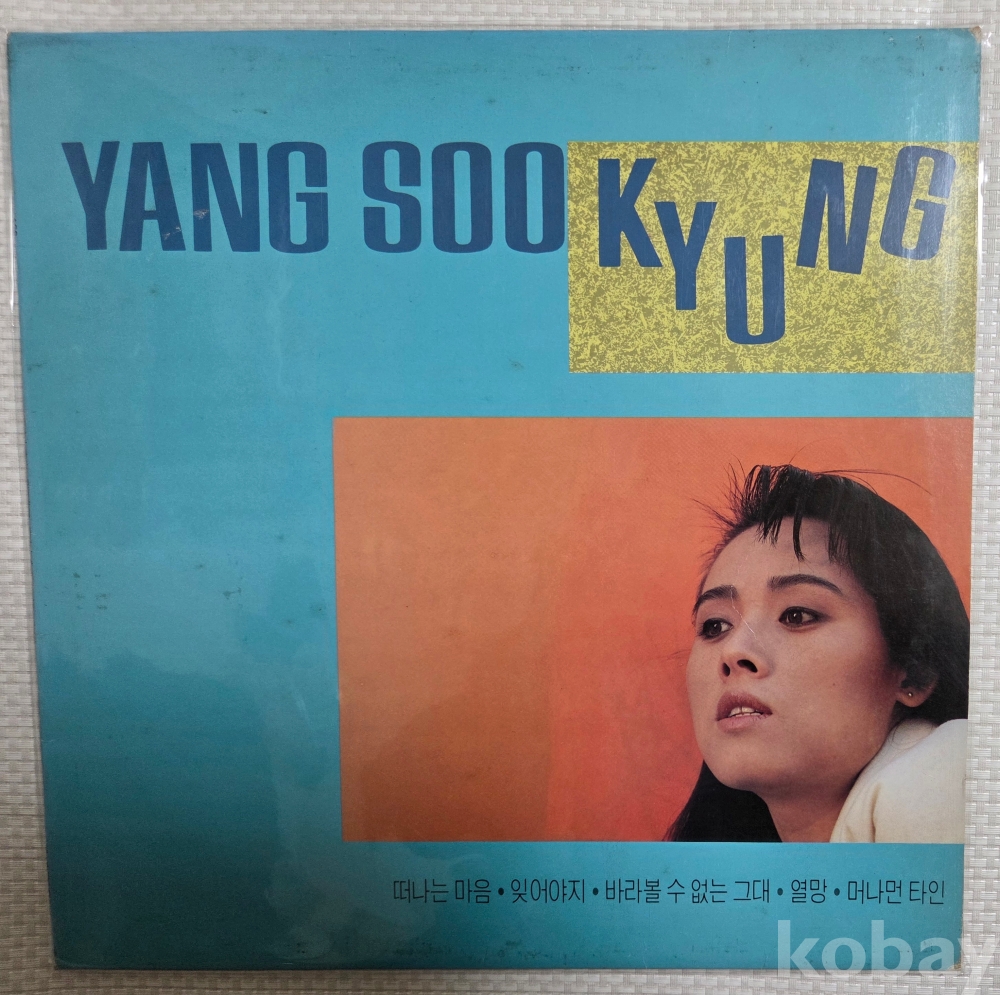 YANG SOO KYUNG
떠나는 마음 • 잊어야지 • 바라볼 수 없는 그대 • 열망 • 머나먼 타인
kobay